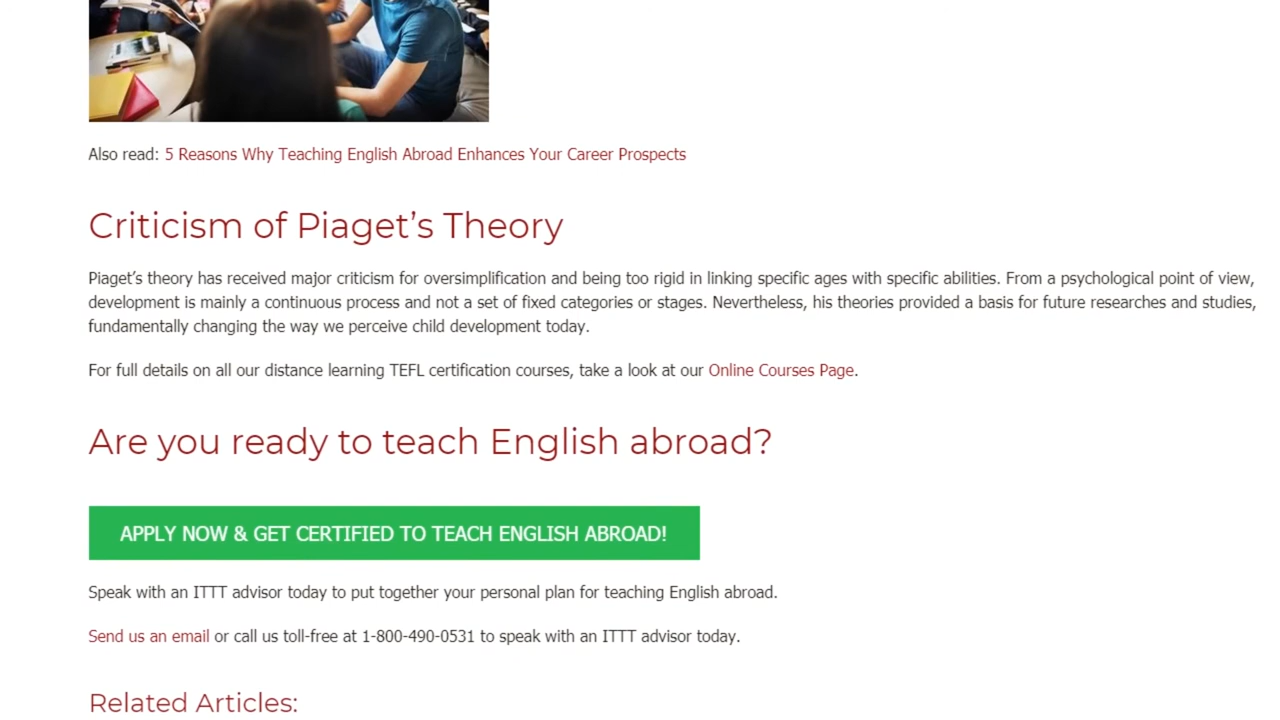 Also read: 5 Reasons Why Teaching English Abroad Enhances Your Career Prospects
Criticism of Piaget’s Theory
Piaget’s theory has received major criticism for oversimplification and being too rigid in linking specific ages with specific abilities. From a psychological point of view,
development is mainly a continuous process and not a set of fixed categories or stages. Nevertheless, his theories provided a basis for future researches and studies,
fundamentally changing the way we perceive child development today.
For full details on all our distance learning TEFL certification courses, take a look at our Online Courses Page.
Are you ready to teach English abroad?
APPLY NOW & GET CERTIFIED TO TEACH ENGLISH ABROAD!
Speak with an ITTT advisor today to put together your personal plan for teaching English abroad.
Send us an email or call us toll-free at 1-800-490-0531 to speak with an ITTT advisor today.
Related Articles: